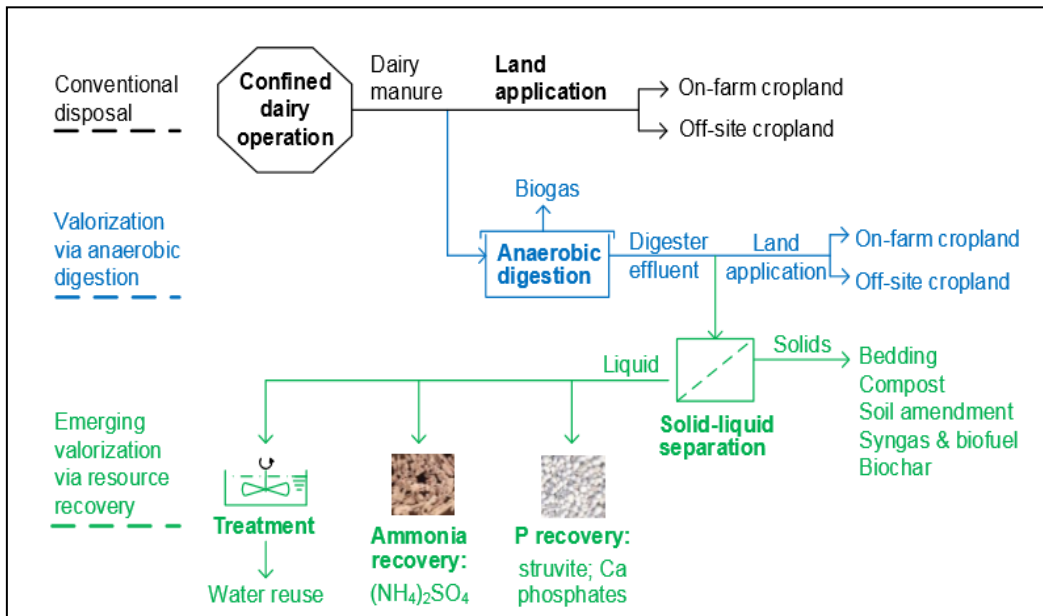 Conventional
disposal
Confined
dairy
operation
Dairy
manure
Land
application
On-farm cropland
Off-site cropland
Valorization
via anaerobic
digestion
Biogas
Anaerobic
digestion
Digester
effluent
Land
application
On-farm cropland
Off-site cropland
Emerging
valorization
via resource
recovery
Liquid
Solids
Solid-liquid
separation
Bedding
Compost
Soil amendment
Syngas & biofuel
Biochar
Treatment
Water reuse
Ammonia
recovery:
(NH₄)₂SO₄
P recovery:
struvite; Ca
phosphates